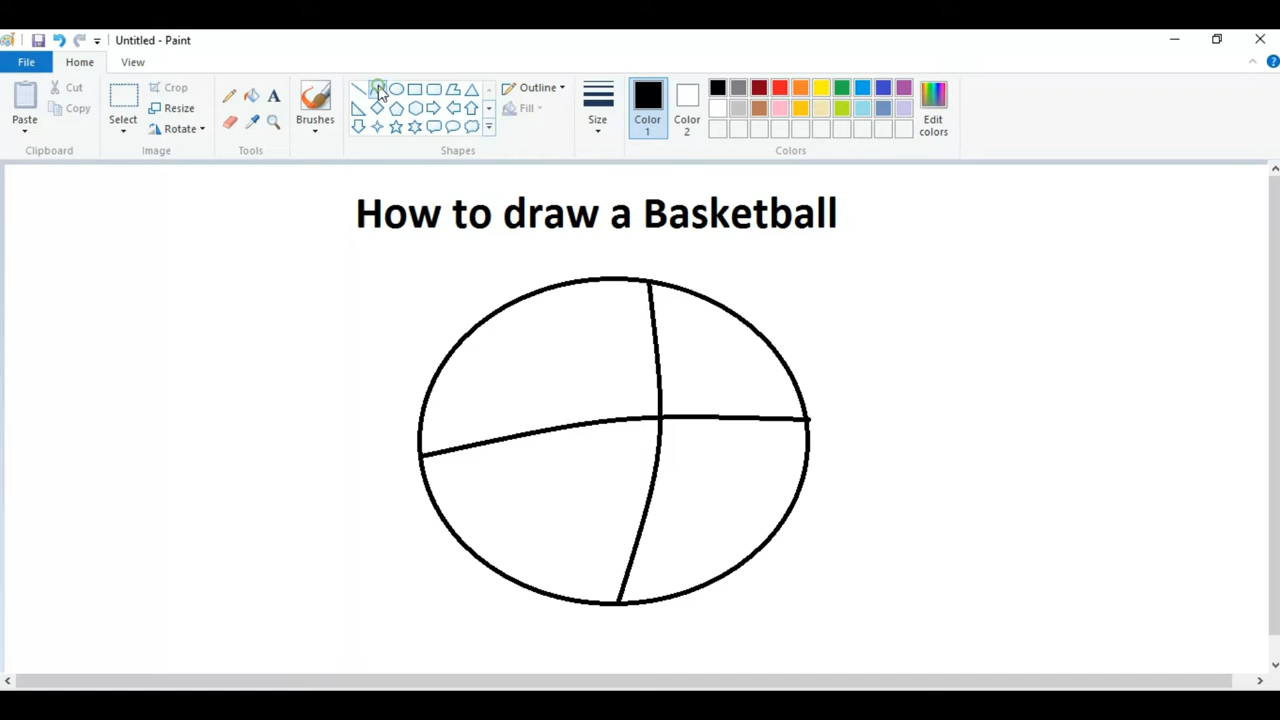 Untitled - Paint
File Home View
Paste Cut Copy Clipboard
Select Crop Resize Rotate Image
Tools
Brushes
Shapes Outline Fill
Size
Color 1 Color 2 Edit colors Colors
How to draw a Basketball